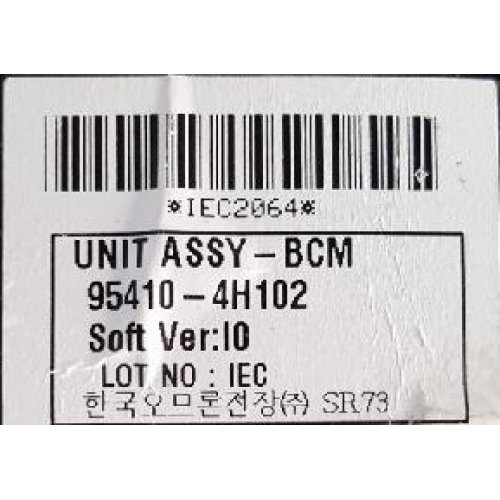 *IEC2064*
UNIT ASSY-BCM
95410-4H102
Soft Ver:I0
LOT NO : IEC
한국오므론전장㈜ SR73